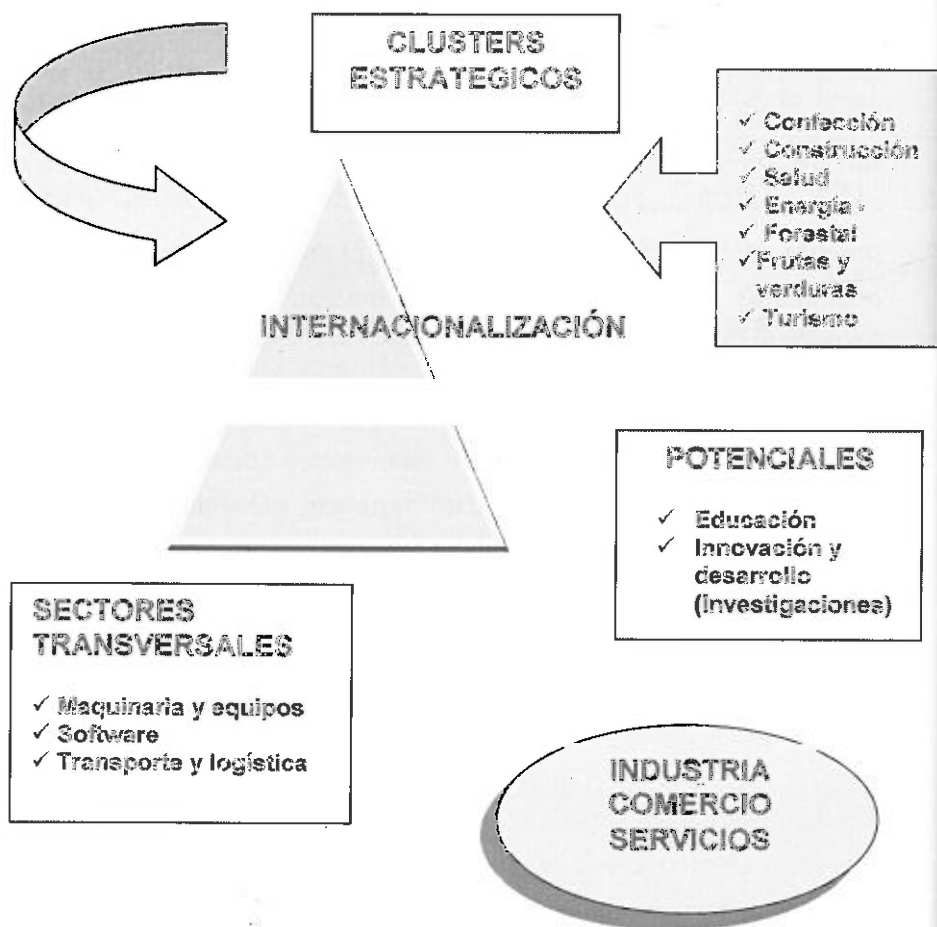 CLUSTERS
ESTRATEGICOS
✓ Confección
✓ Construcción
✓ Salud
✓ Energía
✓ Forestal
✓ Frutas y
verduras
✓ Turismo
INTERNACIONALIZACIÓN
POTENCIALES
✓ Educación
✓ Innovación y
desarrollo
(investigaciones)
SECTORES
TRANSVERSALES
✓ Maquinaria y equipos
✓ Software
✓ Transporte y logística
INDUSTRIA
COMERCIO
SERVICIOS